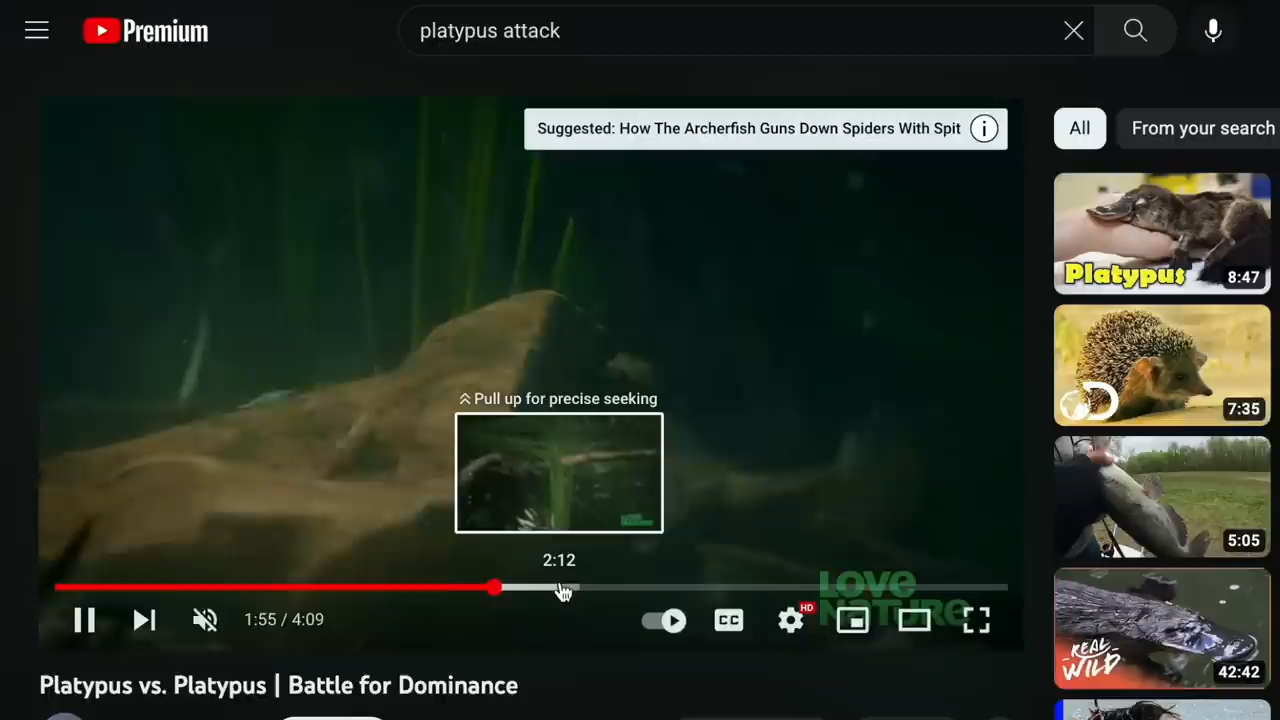 Premium
platypus attack
Suggested: How The Archerfish Guns Down Spiders With Spit
All
From your search
Platypus
8:47
7:35
Pull up for precise seeking
5:05
2:12
LOVE
NATURE
1:55 / 4:09
CC
HD
REAL
WILD
42:42
Platypus vs. Platypus | Battle for Dominance